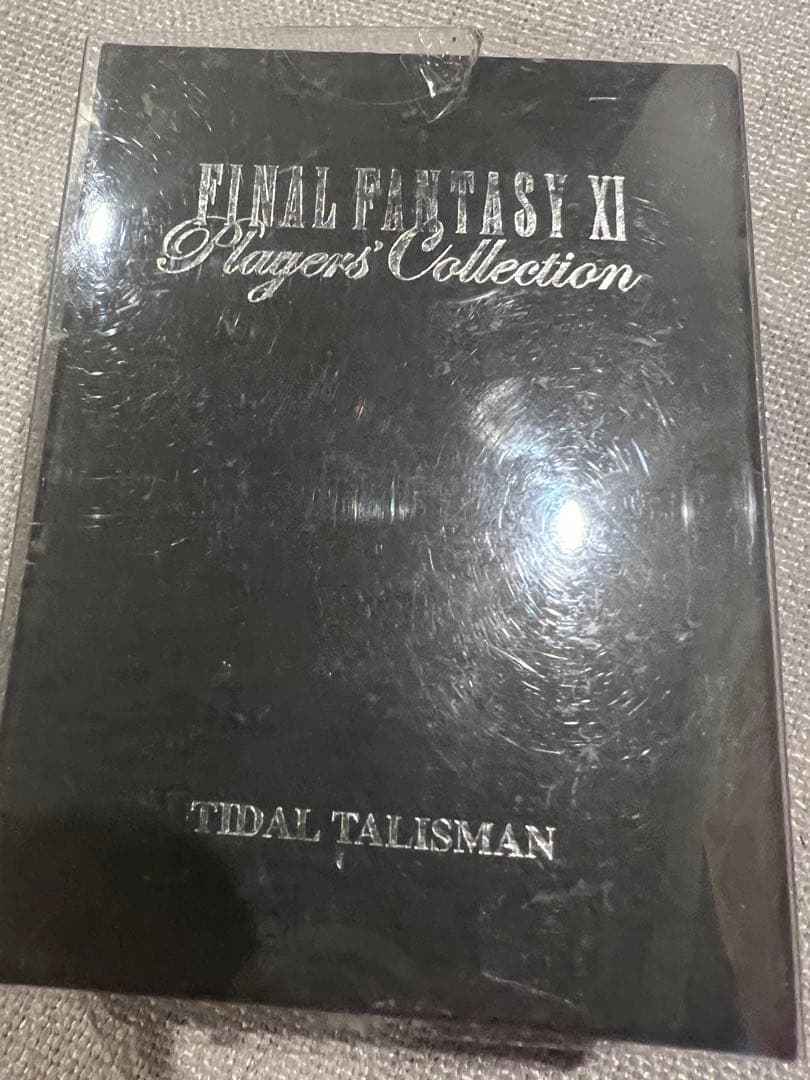 FINAL FANTASY XI
Players' Collection
TIDAL TALISMAN